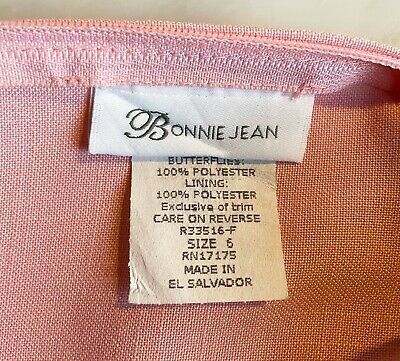 BONNIE JEAN
BUTTERFLIES:
100% POLYESTER
LINING:
100% POLYESTER
Exclusive of trim
CARE ON REVERSE
R33516-F
SIZE 6
RN17175
MADE IN
EL SALVADOR